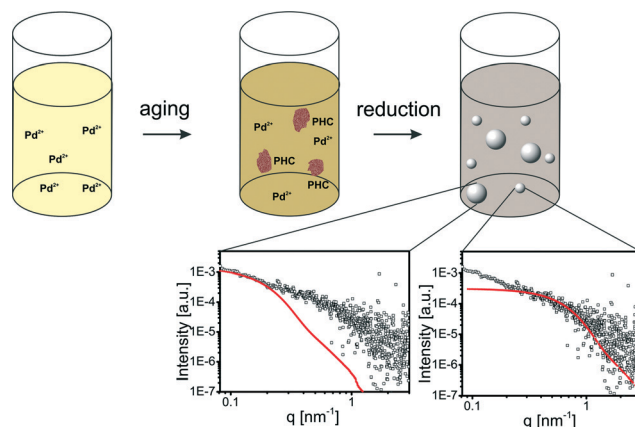 aging
reduction
Pd2+
Pd2+
Pd2+
Pd2+
Pd2+
PHC
Pd2+
Pd2+
PHC
PHC
Pd2+
1E-3
1E-4
1E-5
1E-6
1E-7
Intensity [a.u.]
0.1
1
q [nm-1]
1E-3
1E-4
1E-5
1E-6
1E-7
Intensity [a.u.]
0.1
1
q [nm-1]